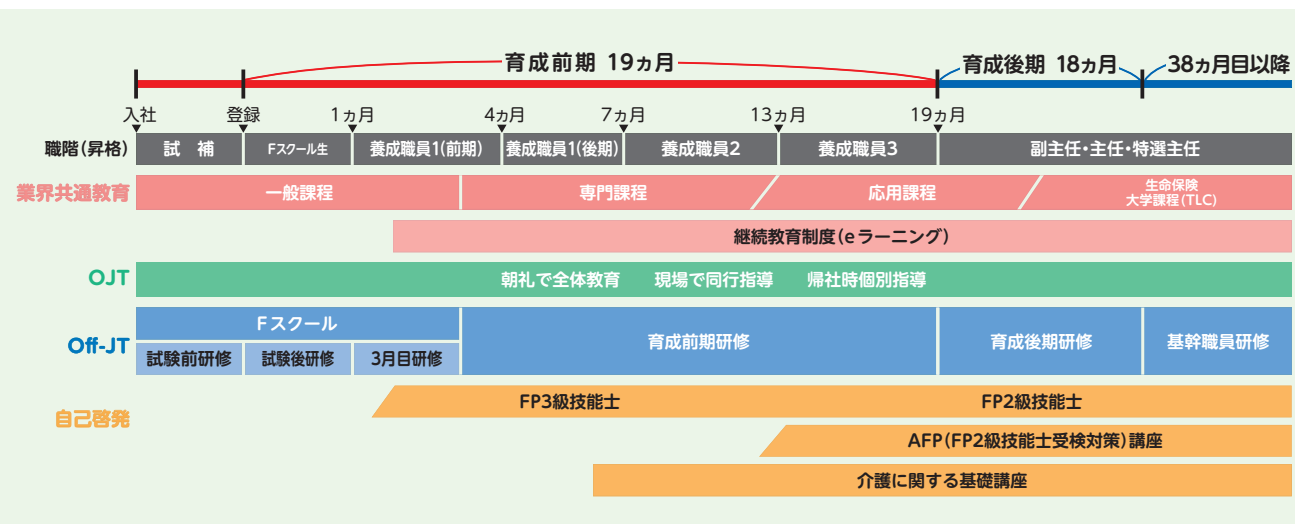 育成前期 19ヵ月
育成後期 18ヵ月
38ヵ月目以降
入社 登録 1ヵ月 4ヵ月 7ヵ月 13ヵ月 19ヵ月
職階(昇格) 試 補 Fスクール生 養成職員1(前期) 養成職員1(後期) 養成職員2 養成職員3 副主任・主任・特選主任
業界共通教育 一般課程 専門課程 応用課程 生命保険
大学課程(TLC)
継続教育制度(eラーニング)
OJT 朝礼で全体教育 現場で同行指導 帰社時個別指導
Off-JT Fスクール 育成前期研修 育成後期研修 基幹職員研修
試験前研修 試験後研修 3月目研修
自己啓発 FP3級技能士 FP2級技能士
AFP(FP2級技能士受検対策)講座
介護に関する基礎講座